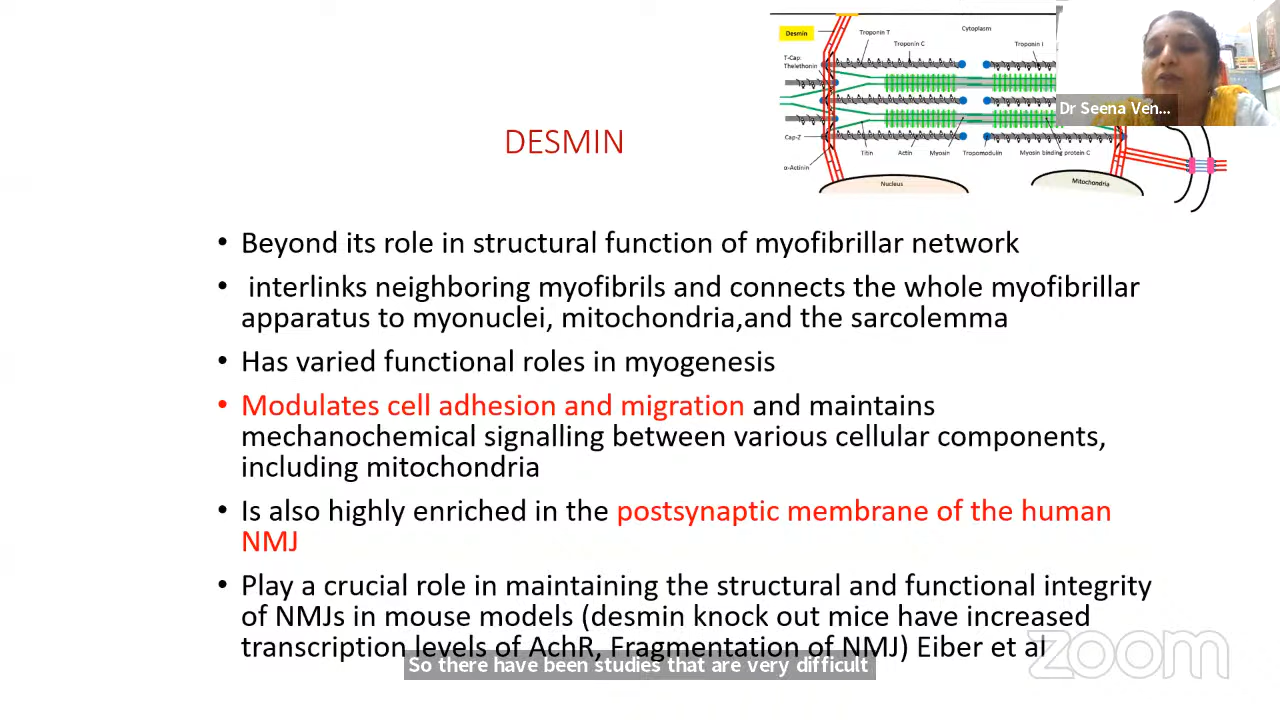 Desmin
Troponin T
Troponin C
Cytoplasm
Troponin I
T-Cap:
Thelethonin
Cap-Z
α-Actinin
Titin
Actin
Myosin
Tropomodulin
Myosin binding protein C
Nucleus
Mitochondria
Dr Seena Ven...
DESMIN
• Beyond its role in structural function of myofibrillar network
• interlinks neighboring myofibrils and connects the whole myofibrillar
apparatus to myonuclei, mitochondria,and the sarcolemma
• Has varied functional roles in myogenesis
• Modulates cell adhesion and migration and maintains
mechanochemical signalling between various cellular components,
including mitochondria
• Is also highly enriched in the postsynaptic membrane of the human
NMJ
• Play a crucial role in maintaining the structural and functional integrity
of NMJs in mouse models (desmin knock out mice have increased
transcription levels of AchR, Fragmentation of NMJ) Eiber et al
So there have been studies that are very difficult
zoom